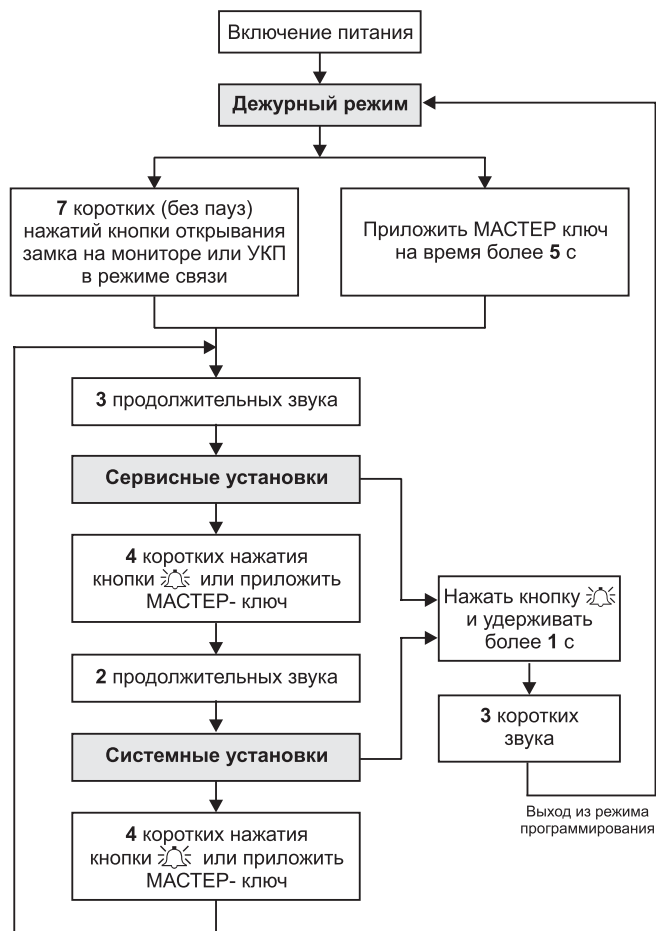 Включение питания
Дежурный режим
7 коротких (без пауз)
нажатий кнопки открывания
замка на мониторе или УКП
в режиме связи
Приложить МАСТЕР ключ
на время более 5 с
3 продолжительных звука
Сервисные установки
4 коротких нажатия
кнопки или приложить
МАСТЕР- ключ
Нажать кнопку
и удерживать
более 1 с
2 продолжительных звука
3 коротких
звука
Системные установки
Выход из режима
программирования
4 коротких нажатия
кнопки или приложить
МАСТЕР- ключ